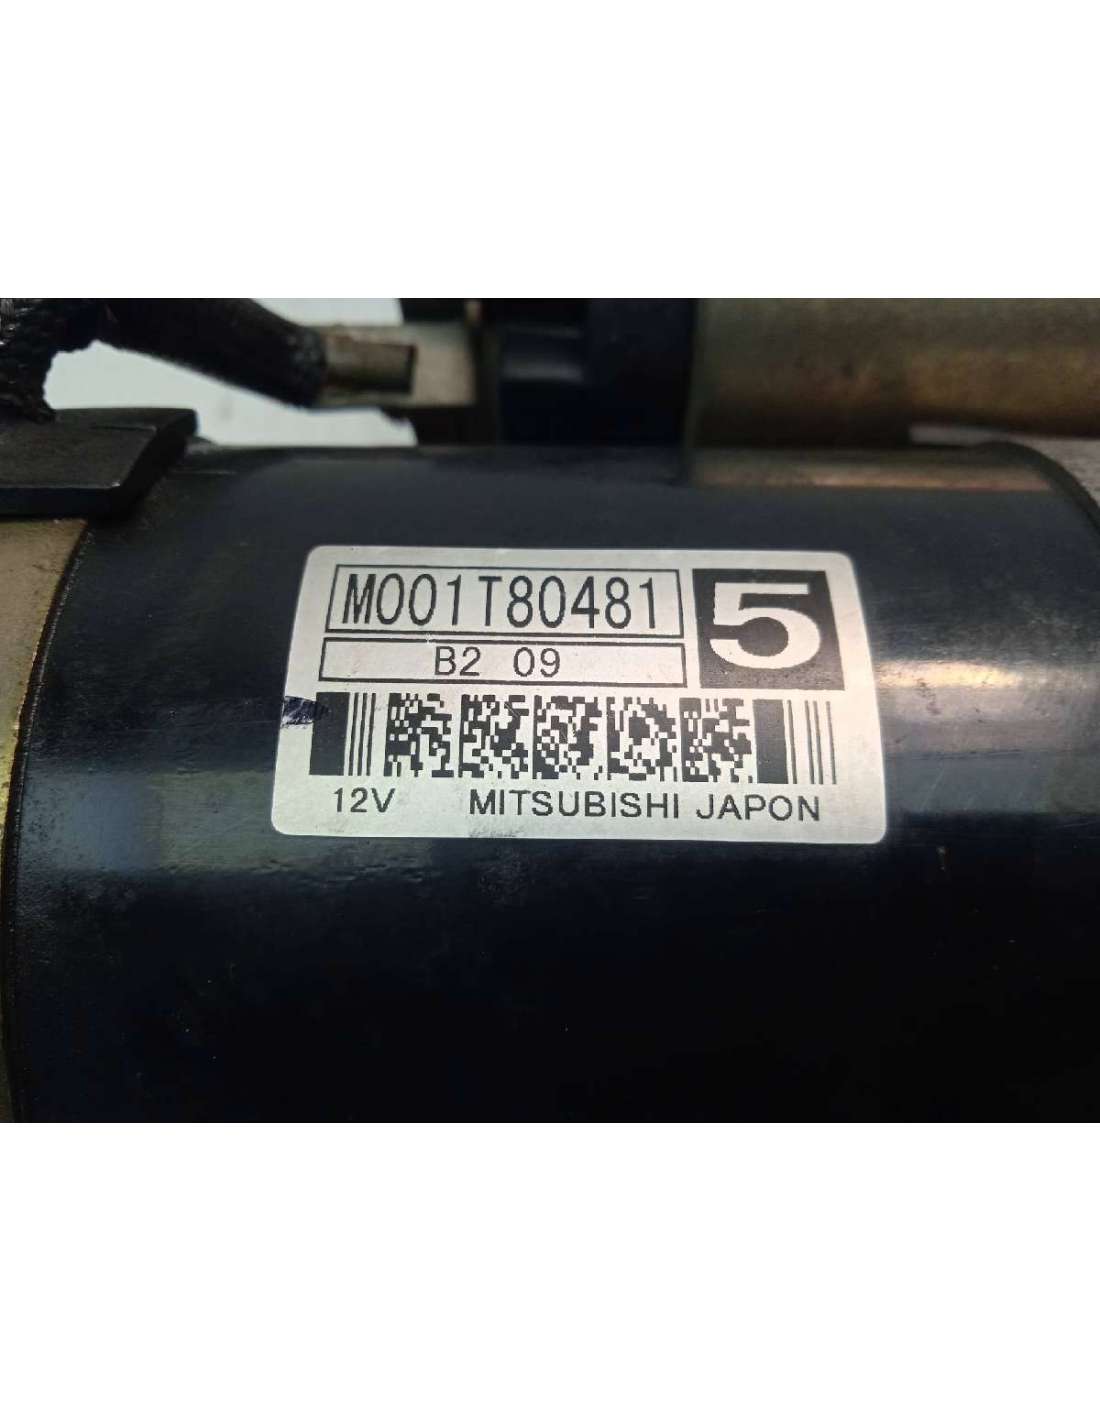 M001T80481
5
B2 09
12V MITSUBISHI JAPON